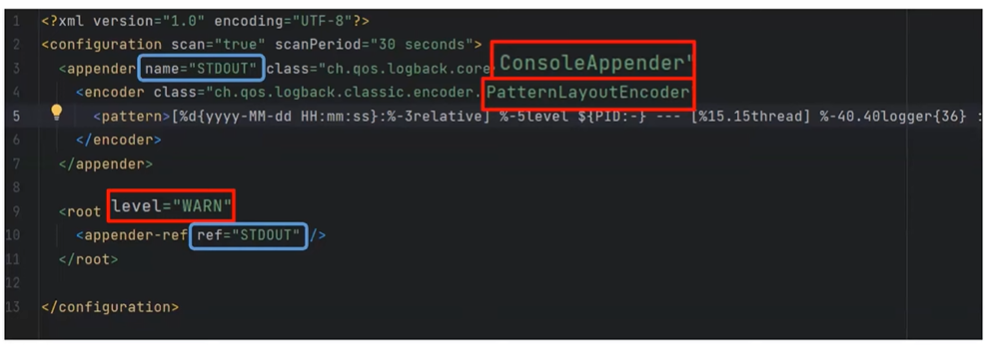 1 <?xml version="1.0" encoding="UTF-8"?>
2 <configuration scan="true" scanPeriod="30 seconds">
3 <appender name="STDOUT" class="ch.qos.logback.core ConsoleAppender"
4 <encoder class="ch.qos.logback.classic.encoder.PatternLayoutEncoder
5 <pattern>[%d{yyyy-MM-dd HH:mm:ss}:%-3relative] %-5level ${PID:-} --- [%15.15thread] %-40.40logger{36} :
6 </encoder>
7 </appender>
8
9 <root level="WARN"
10 <appender-ref ref="STDOUT" />
11 </root>
12
13 </configuration>